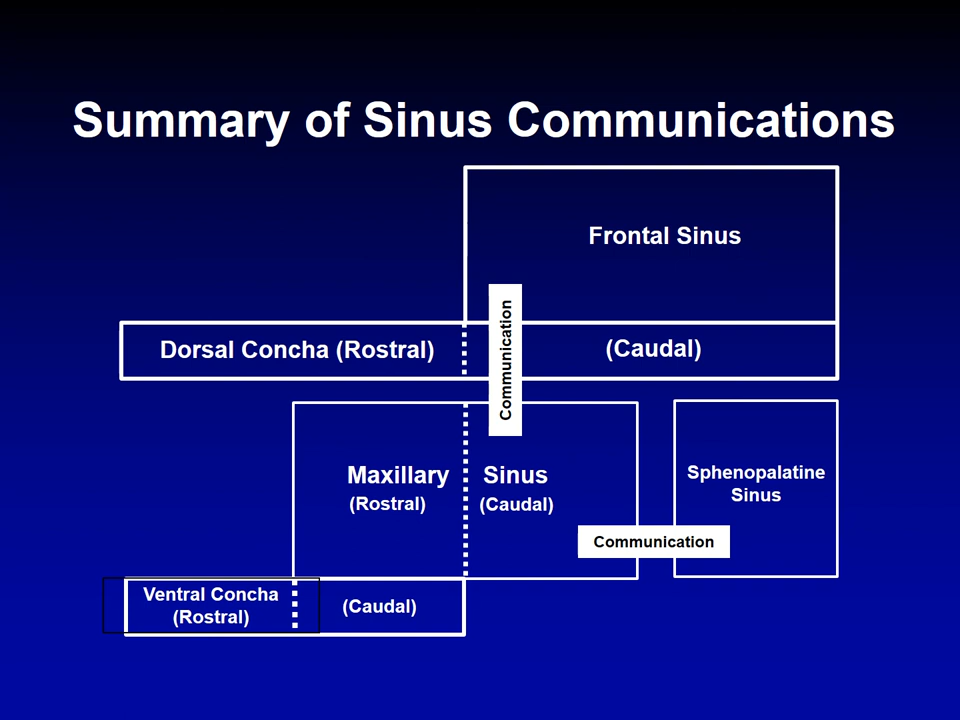 Summary of Sinus Communications
Frontal Sinus
Communication
Dorsal Concha (Rostral)
(Caudal)
Maxillary Sinus
(Rostral) (Caudal)
Sphenopalatine
Sinus
Communication
Ventral Concha
(Rostral)
(Caudal)